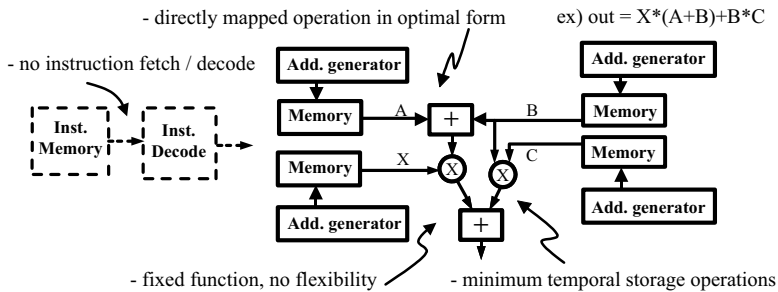 - directly mapped operation in optimal form
ex) out = X*(A+B)+B*C
- no instruction fetch / decode
Add. generator
Add. generator
Memory
A
+
B
Memory
Inst.
Memory
Inst.
Decode
Memory
X
X
X
C
Memory
Add. generator
+
Add. generator
- fixed function, no flexibility
- minimum temporal storage operations